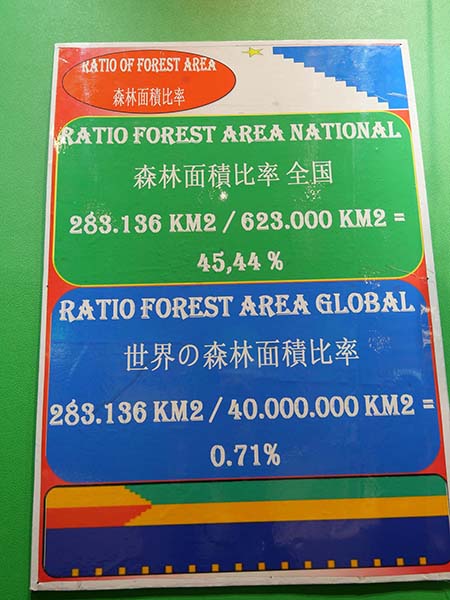 RATIO OF FOREST AREA
森林面積比率
RATIO FOREST AREA NATIONAL
森林面積比率 全国
283.136 KM2 / 623.000 KM2 =
45,44 %
RATIO FOREST AREA GLOBAL
世界の森林面積比率
283.136 KM2 / 40.000.000 KM2 =
0.71%